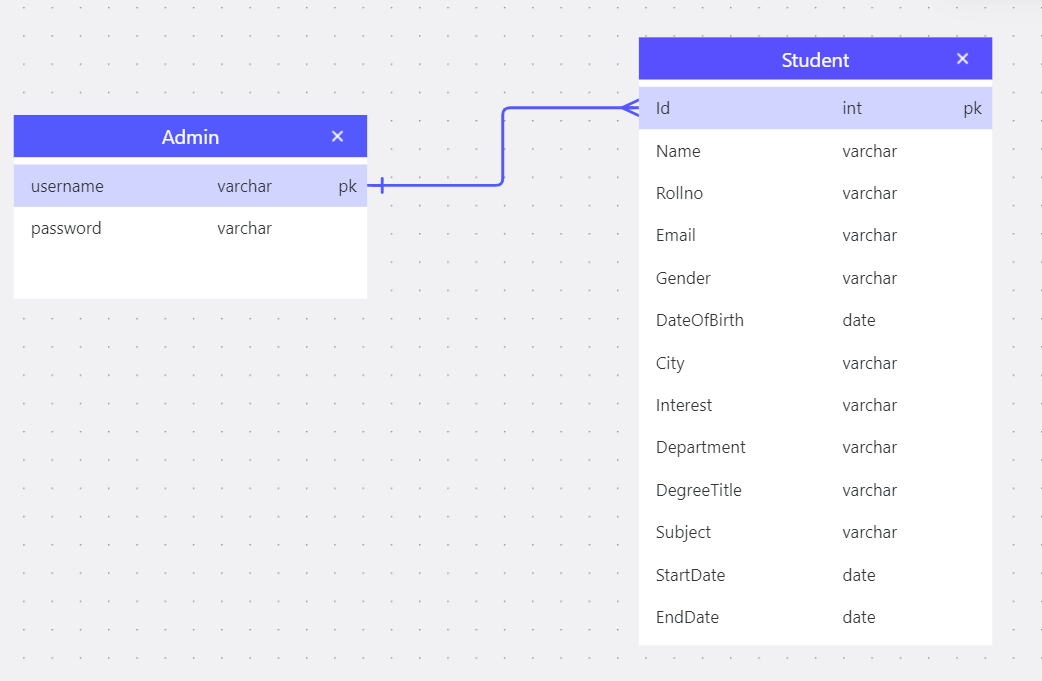 Admin ×
username varchar pk
password varchar
Student ×
Id int pk
Name varchar
Rollno varchar
Email varchar
Gender varchar
DateOfBirth date
City varchar
Interest varchar
Department varchar
DegreeTitle varchar
Subject varchar
StartDate date
EndDate date